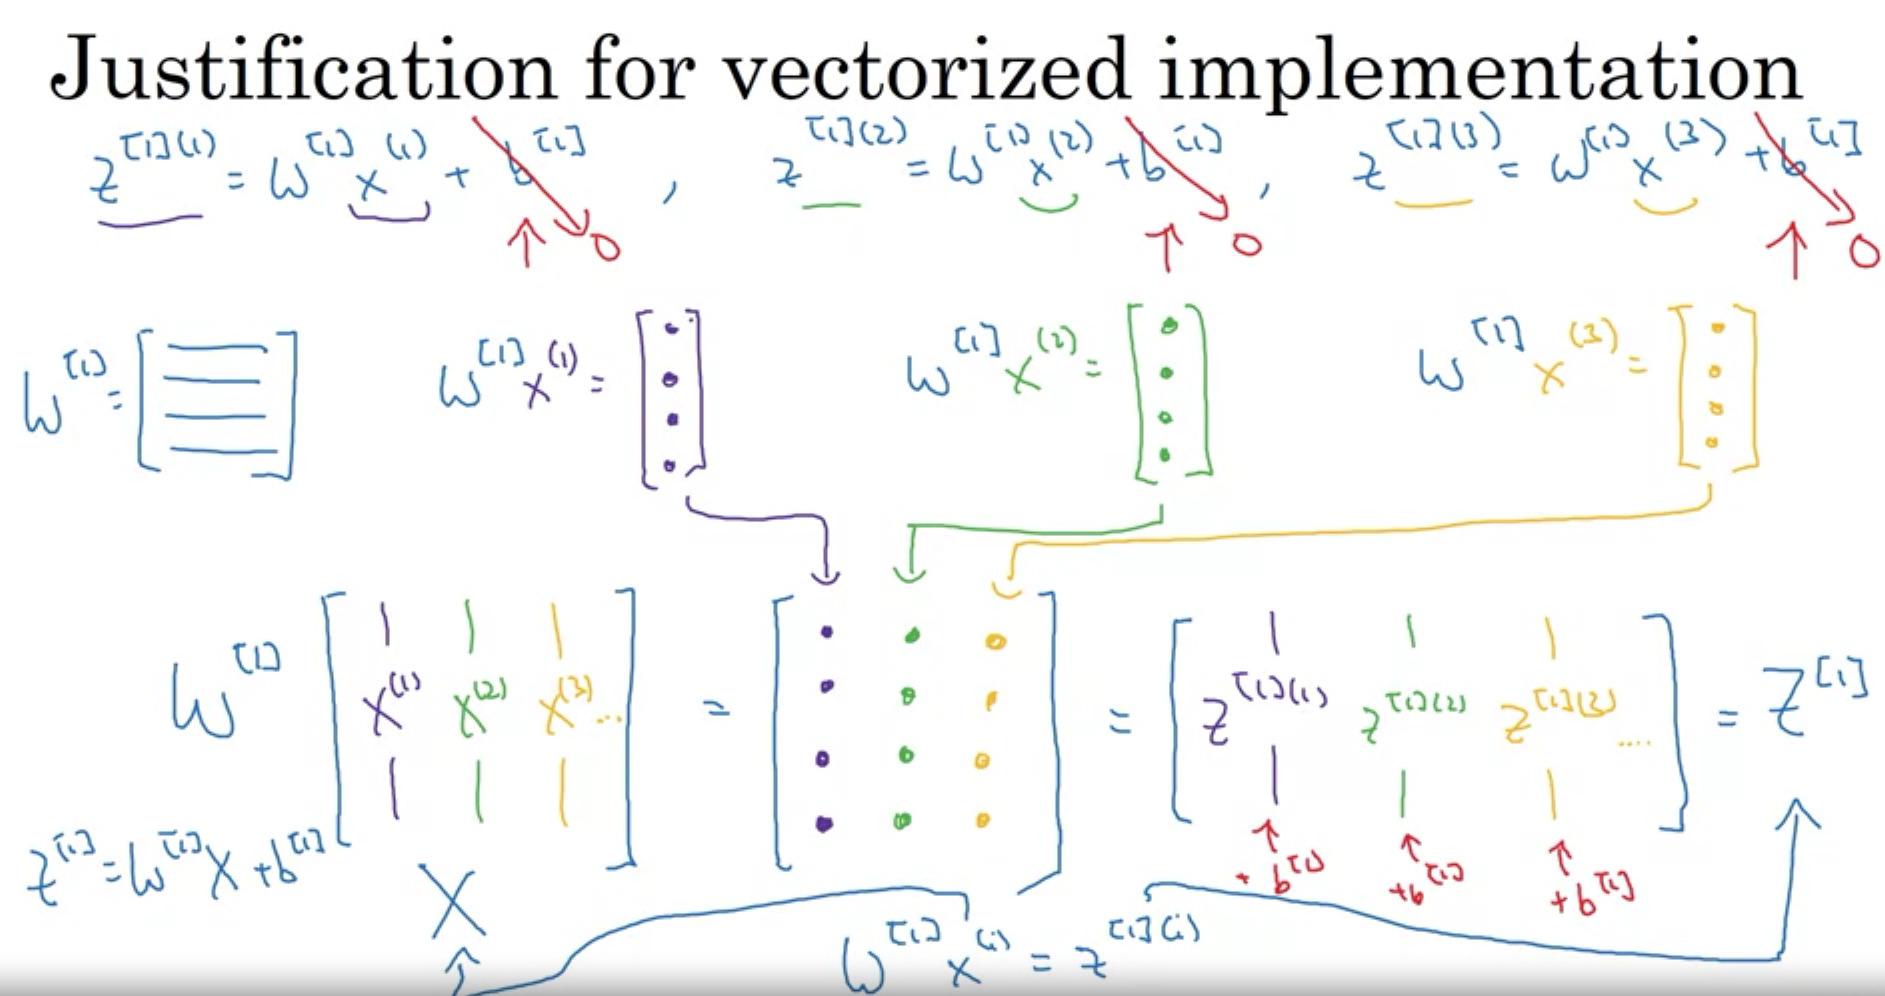 Justification for vectorized implementation
z^{[1](1)} = W^{[1]} x^{(1)} + b^{[1]} , z^{[1](2)} = W^{[1]} x^{(2)} + b^{[1]} , z^{[1](3)} = W^{[1]} x^{(3)} + b^{[1]}
↑ 0 ↑ 0 ↑ 0
W^{[1]} = [ ] W^{[1]} x^{(1)} = [ ] W^{[1]} x^{(2)} = [ ] W^{[1]} x^{(3)} = [ ]
W^{[1]} [ x^{(1)} x^{(2)} x^{(3)} ... ] = [ ] = [ z^{[1](1)} z^{[1](2)} z^{[1](3)} .... ] = Z^{[1]}
z^{[1]} = W^{[1]} X + b^{[1]}
X + b^{[1]} + b^{[1]} + b^{[1]}
W^{[1]} x^{(i)} = z^{[1](i)}